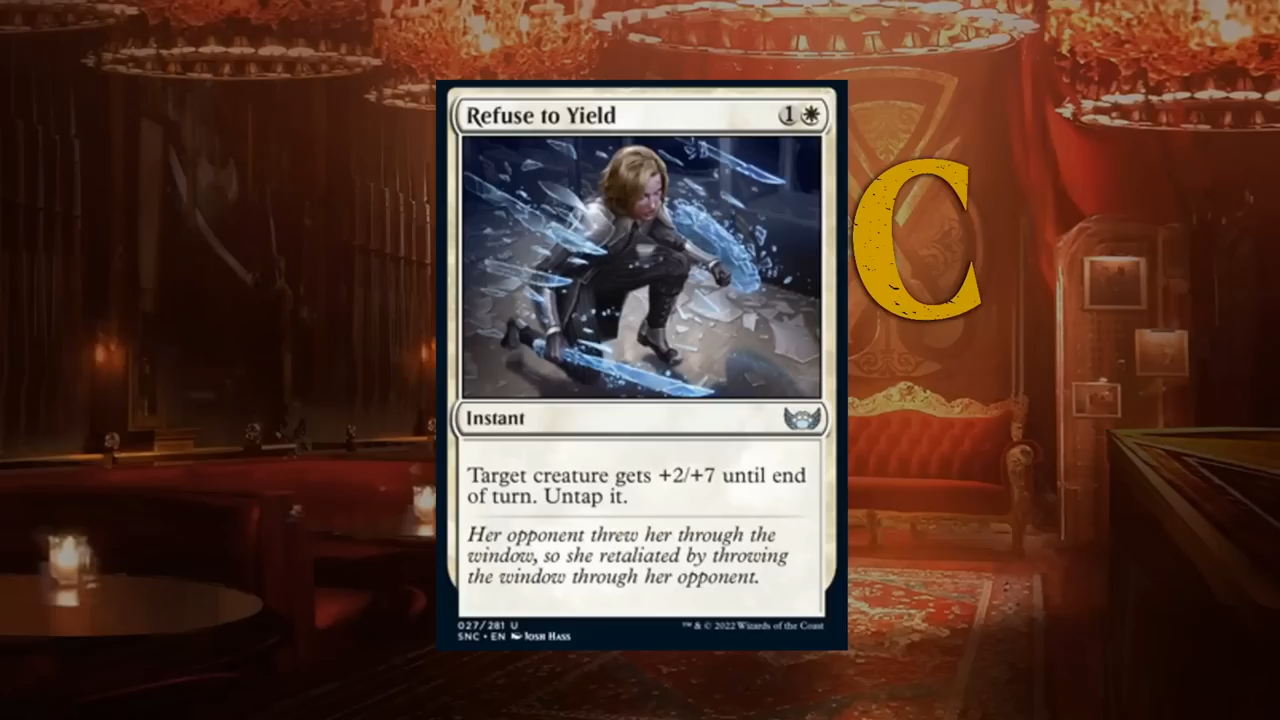 Refuse to Yield 1
C
Instant
Target creature gets +2/+7 until end
of turn. Untap it.
Her opponent threw her through the
window, so she retaliated by throwing
the window through her opponent.
027/281 U
SNC • EN Josh Hass
™ & © 2022 Wizards of the Coast